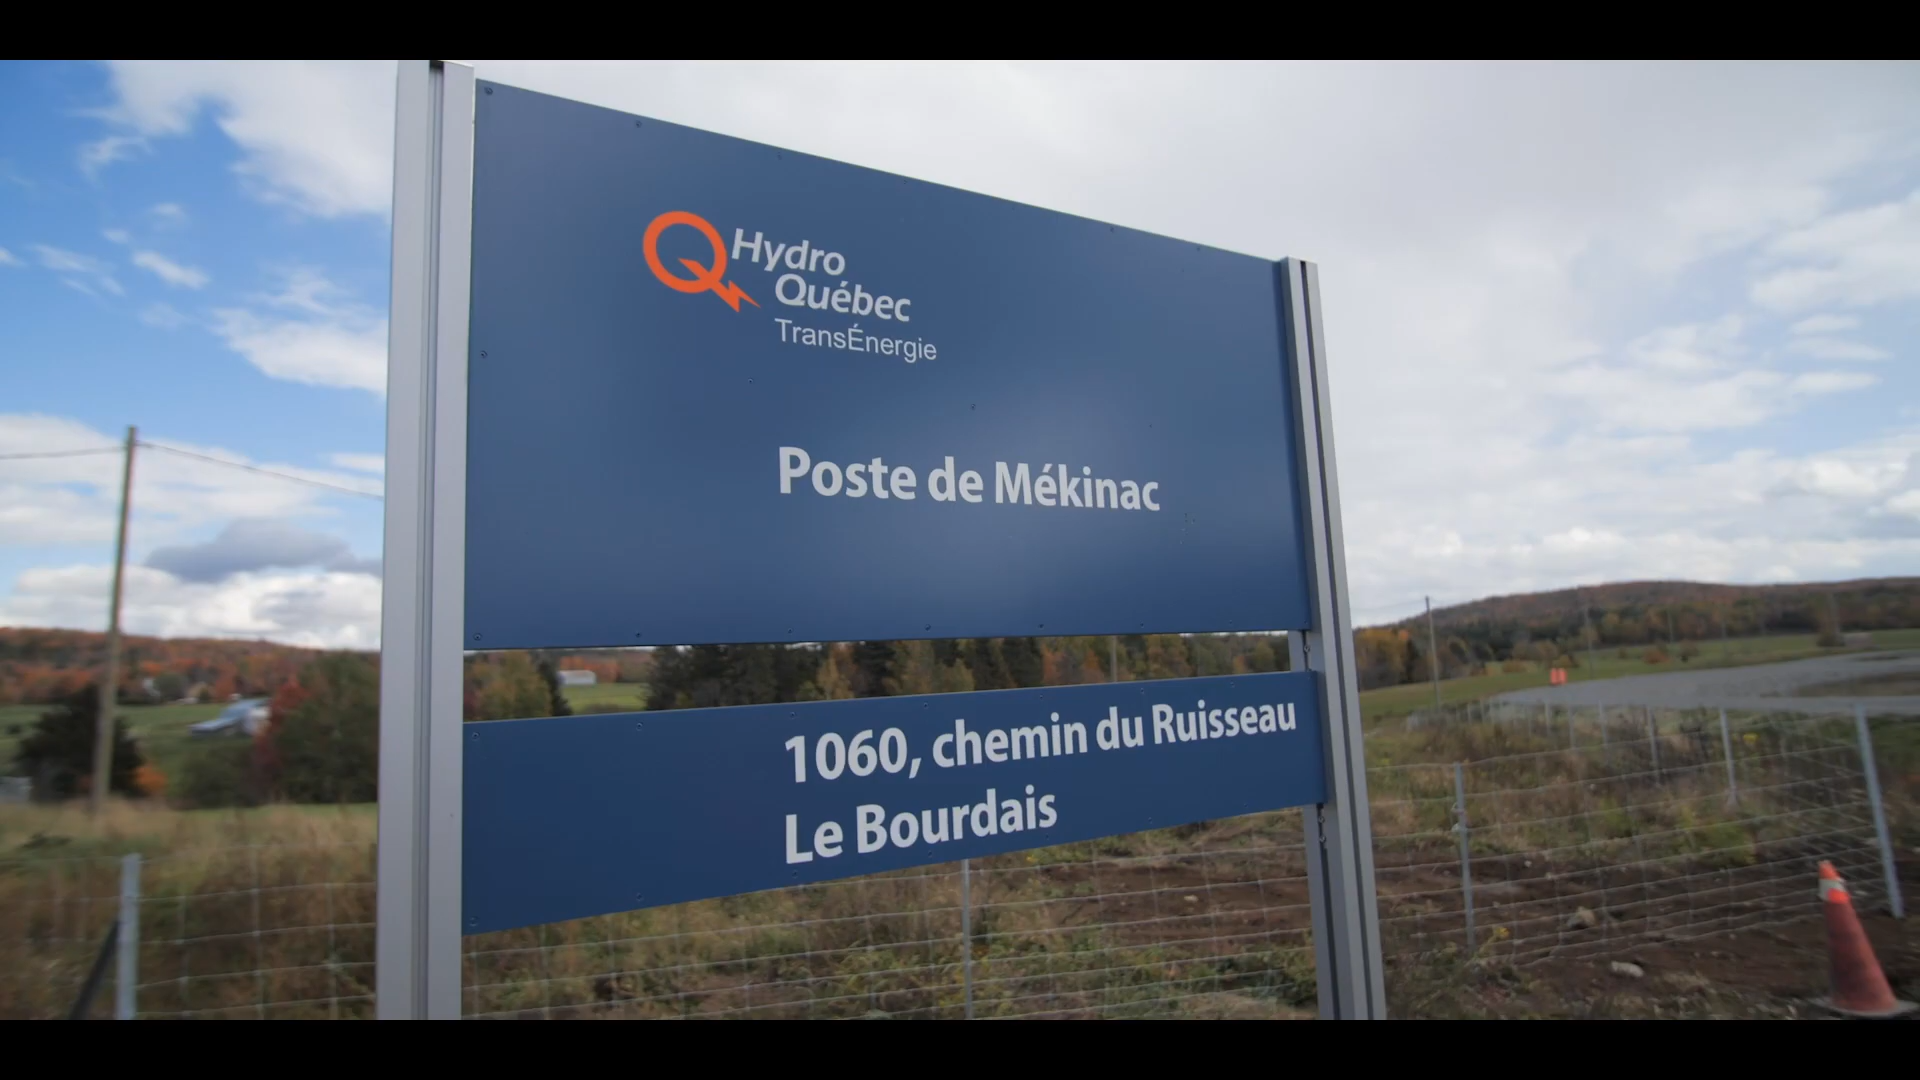 Hydro
Québec
TransÉnergie
Poste de Mékinac
1060, chemin du Ruisseau
Le Bourdais